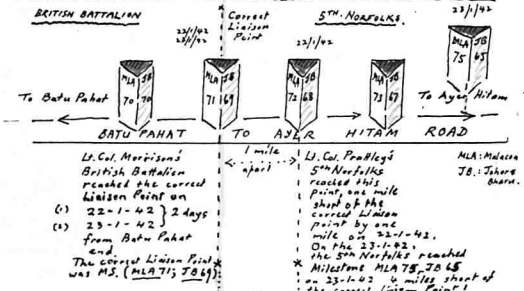 BRITISH BATTALION
Correct
Liaison
Point
5TH NORFOLKS.
23/1/42
22/1/42
23/1/42
22/1/42
MLA JB
70 70
MLA JB
71 69
MLA JB
72 68
MLA JB
73 67
MLA JB
75 65
To Batu Pahat
To Ayer Hitam
BATU PAHAT TO AYER HITAM ROAD
1 mile
apart
Lt. Col. Morrison's
British Battalion
reached the correct
Liaison Point on
(1) 22-1-42
(2) 23-1-42
2 days
from Batu Pahat
end
The correct Liaison Point
was MS. (MLA 71; JB 69)
Lt. Col. Prattley's
5th Norfolks
reached this
point, one mile
short of the
correct Liaison
point by one
mile on 22-1-42.
On the 23-1-42.
the 5th Norfolks reached
Milestone MLA 75, JB 65
on 23-1-42 4 miles short of
the correct Liaison Point!
MLA: Malacca
JB.: Johore
Bharu.